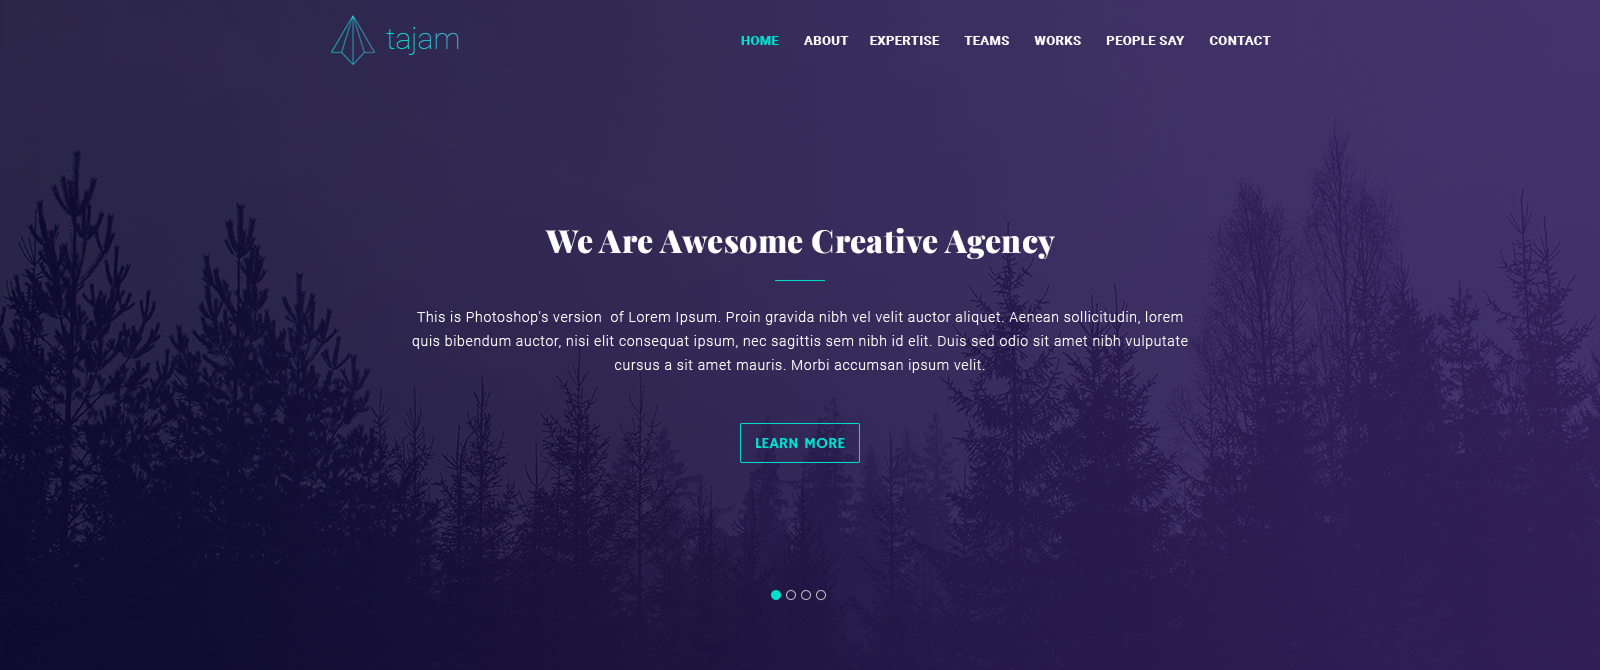 tajam
HOME ABOUT EXPERTISE TEAMS WORKS PEOPLE SAY CONTACT
We Are Awesome Creative Agency
This is Photoshop's version  of Lorem Ipsum. Proin gravida nibh vel velit auctor aliquet. Aenean sollicitudin, lorem
quis bibendum auctor, nisi elit consequat ipsum, nec sagittis sem nibh id elit. Duis sed odio sit amet nibh vulputate
cursus a sit amet mauris. Morbi accumsan ipsum velit.
LEARN MORE